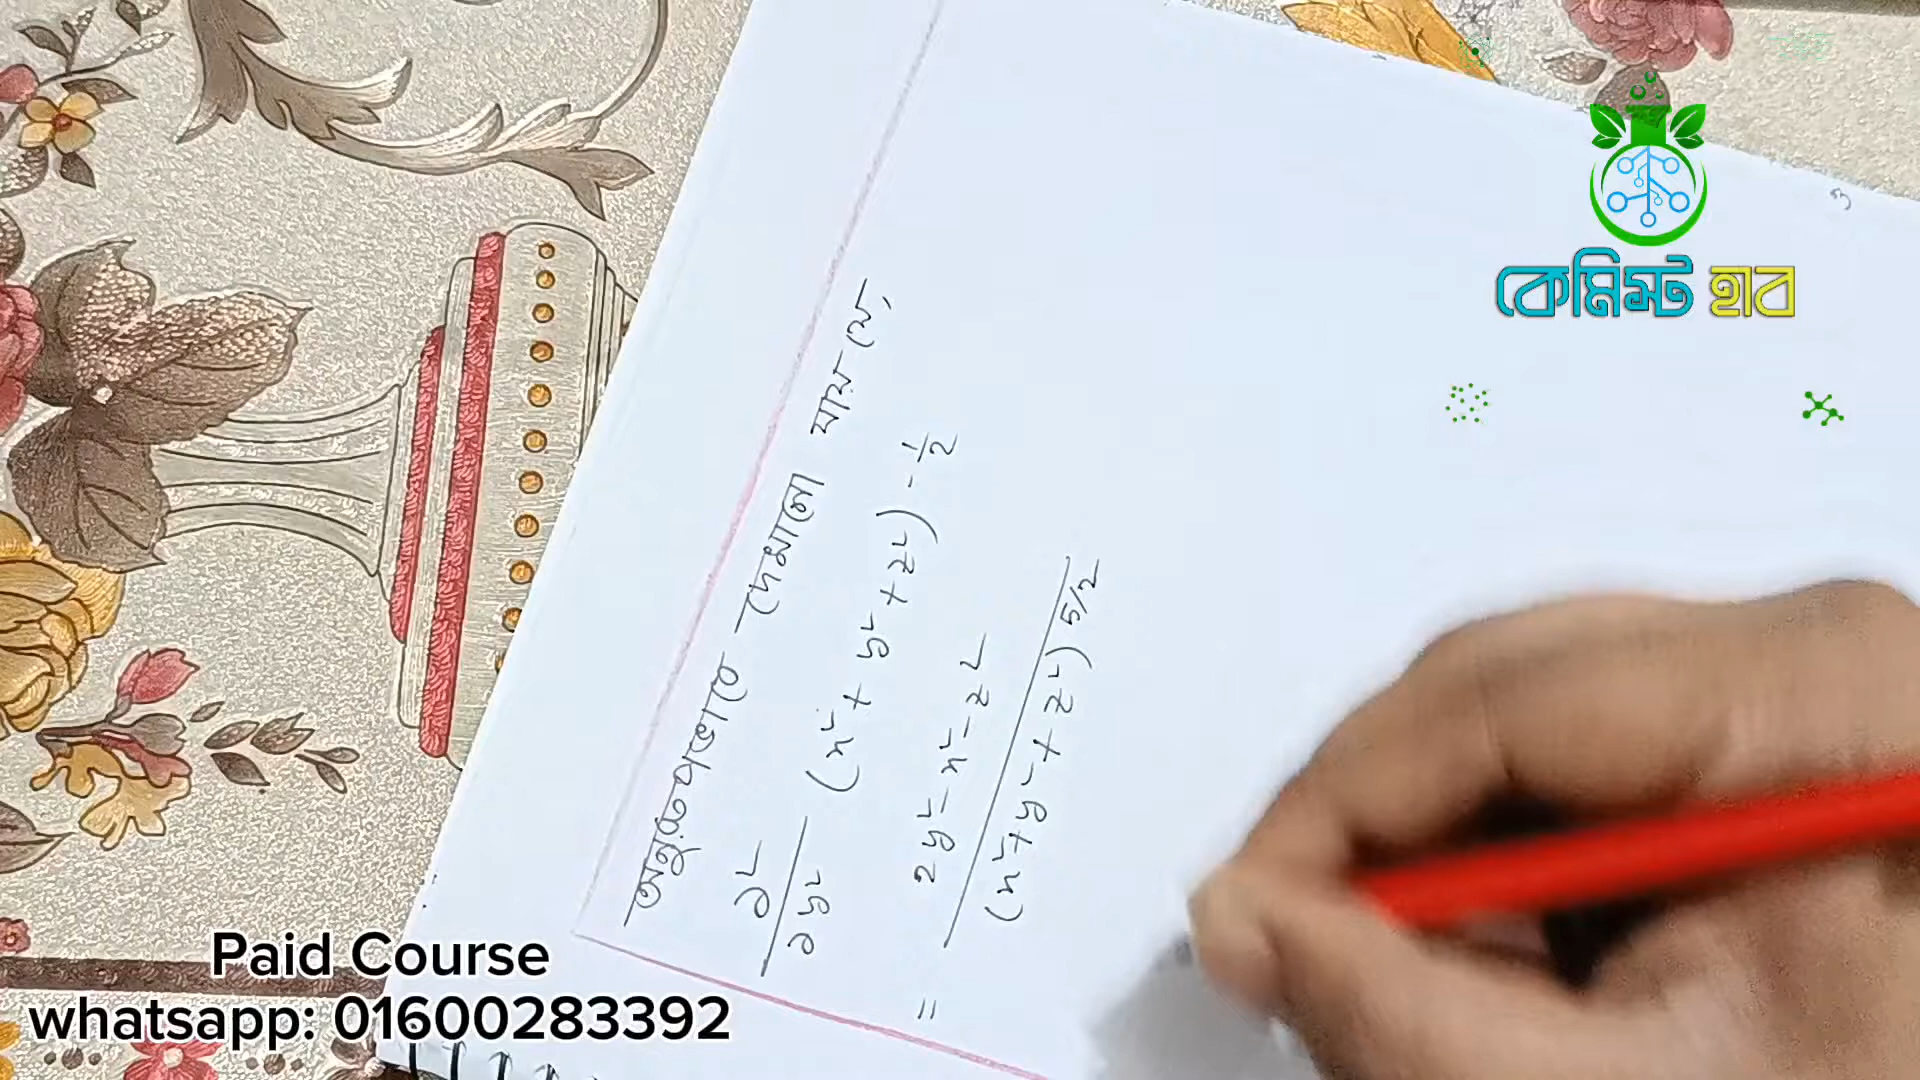 অনুরূপভাবে দেখানো যায় যে,
∂²/∂y² (x² + y² + z²)^-1/2
= 2y² - x² - z² / (x² + y² + z²)^5/2
কেমিস্ট হাব
Paid Course
whatsapp: 01600283392